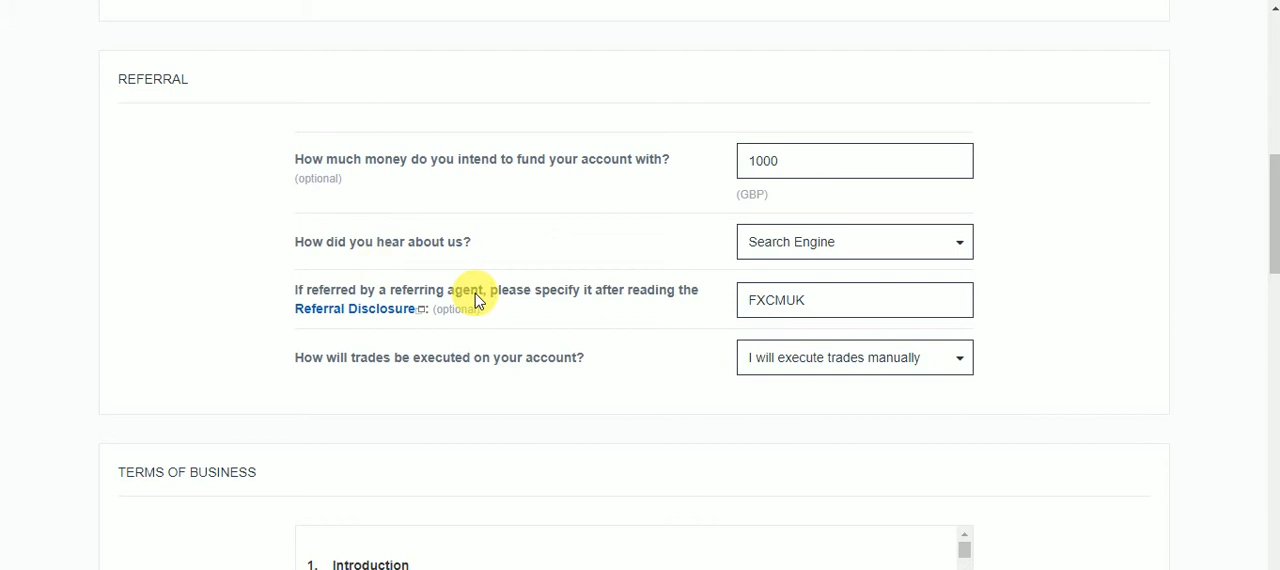 REFERRAL
How much money do you intend to fund your account with?
(optional)
1000
(GBP)
How did you hear about us?
Search Engine
If referred by a referring agent, please specify it after reading the
Referral Disclosure: (optional)
FXCMUK
How will trades be executed on your account?
I will execute trades manually
TERMS OF BUSINESS
1. Introduction